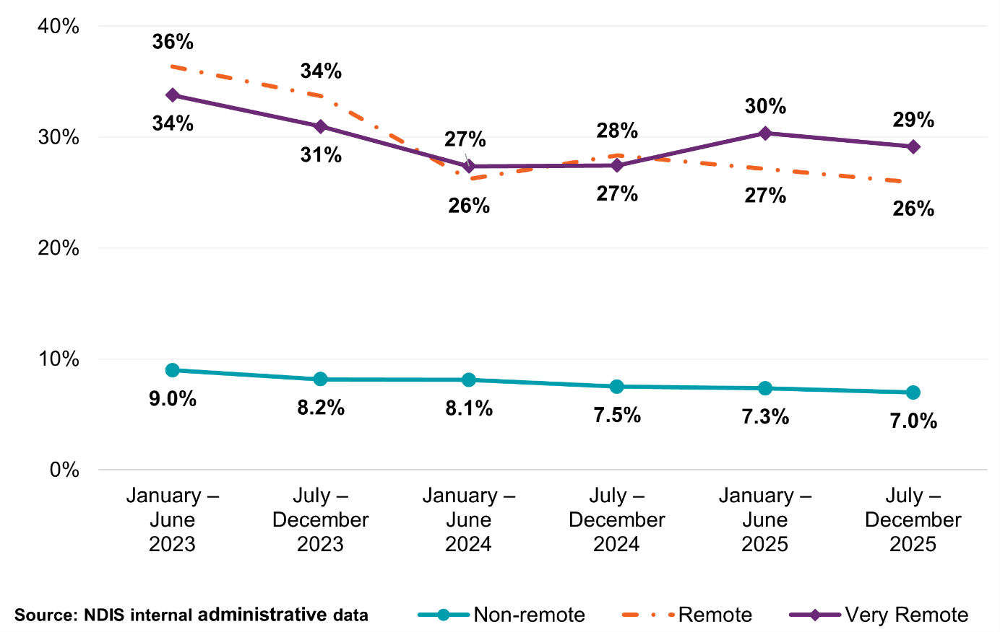 40%
36%
34%
34%
31%
30%
27%
26%
28%
27%
30%
27%
29%
26%
20%
10%
9.0%
8.2%
8.1%
7.5%
7.3%
7.0%
0%
January –
June
2023
July –
December
2023
January –
June
2024
July –
December
2024
January –
June
2025
July –
December
2025
Source: NDIS internal administrative data
Non-remote
Remote
Very Remote